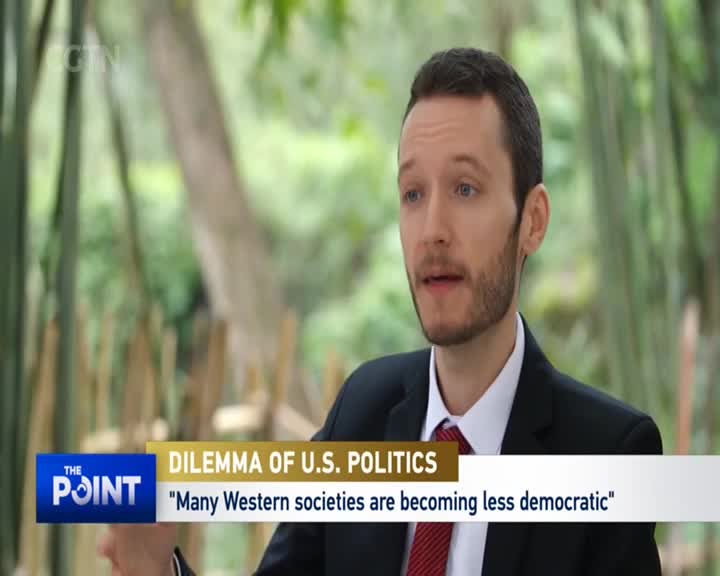 CGTN
DILEMMA OF U.S. POLITICS
THE
POINT
"Many Western societies are becoming less democratic"